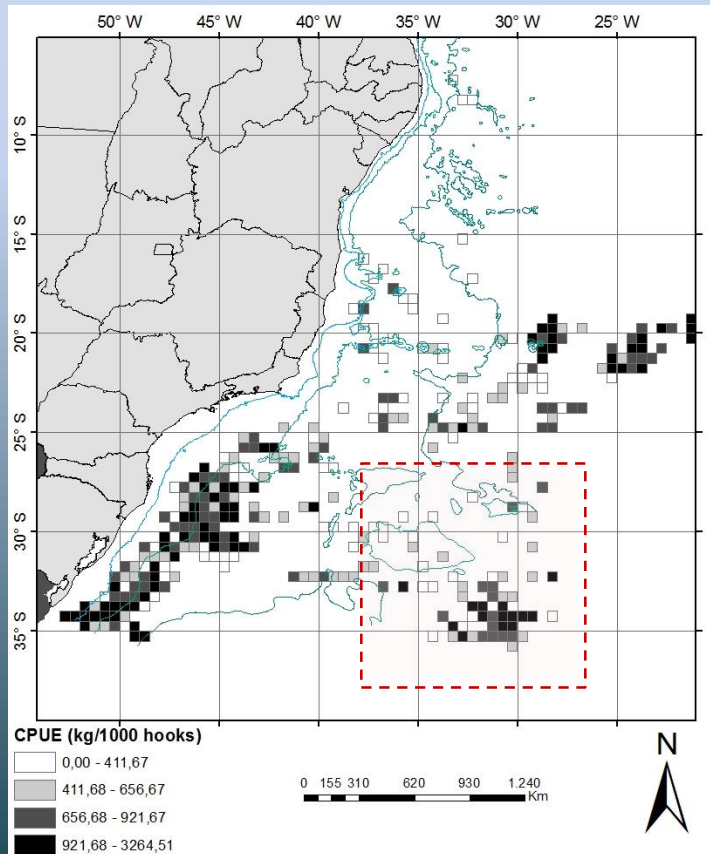 50° W 45° W 40° W 35° W 30° W 25° W
10° S
15° S
20° S
25° S
30° S
35° S
CPUE (kg/1000 hooks)
0,00 - 411,67
411,68 - 656,67
656,68 - 921,67
921,68 - 3264,51
0 155 310 620 930 1.240
Km
N